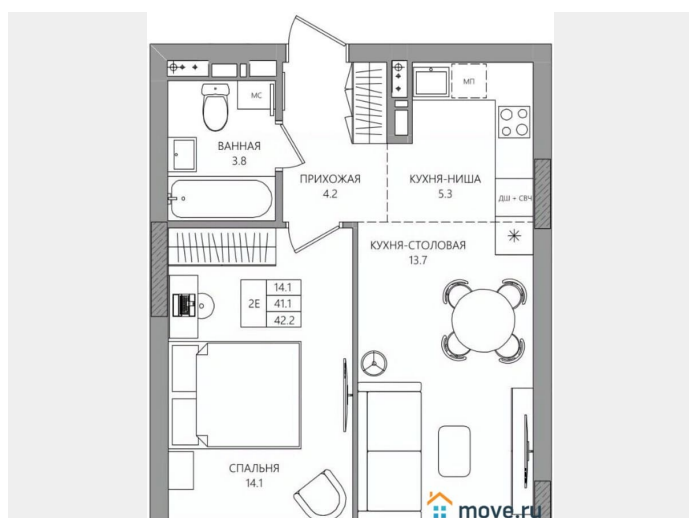 МС
МП
ВАННАЯ
3.8
ПРИХОЖАЯ
4.2
КУХНЯ-НИША
5.3
ДШ + СВЧ
КУХНЯ-СТОЛОВАЯ
13.7
2Е
14.1
41.1
42.2
СПАЛЬНЯ
14.1
move.ru